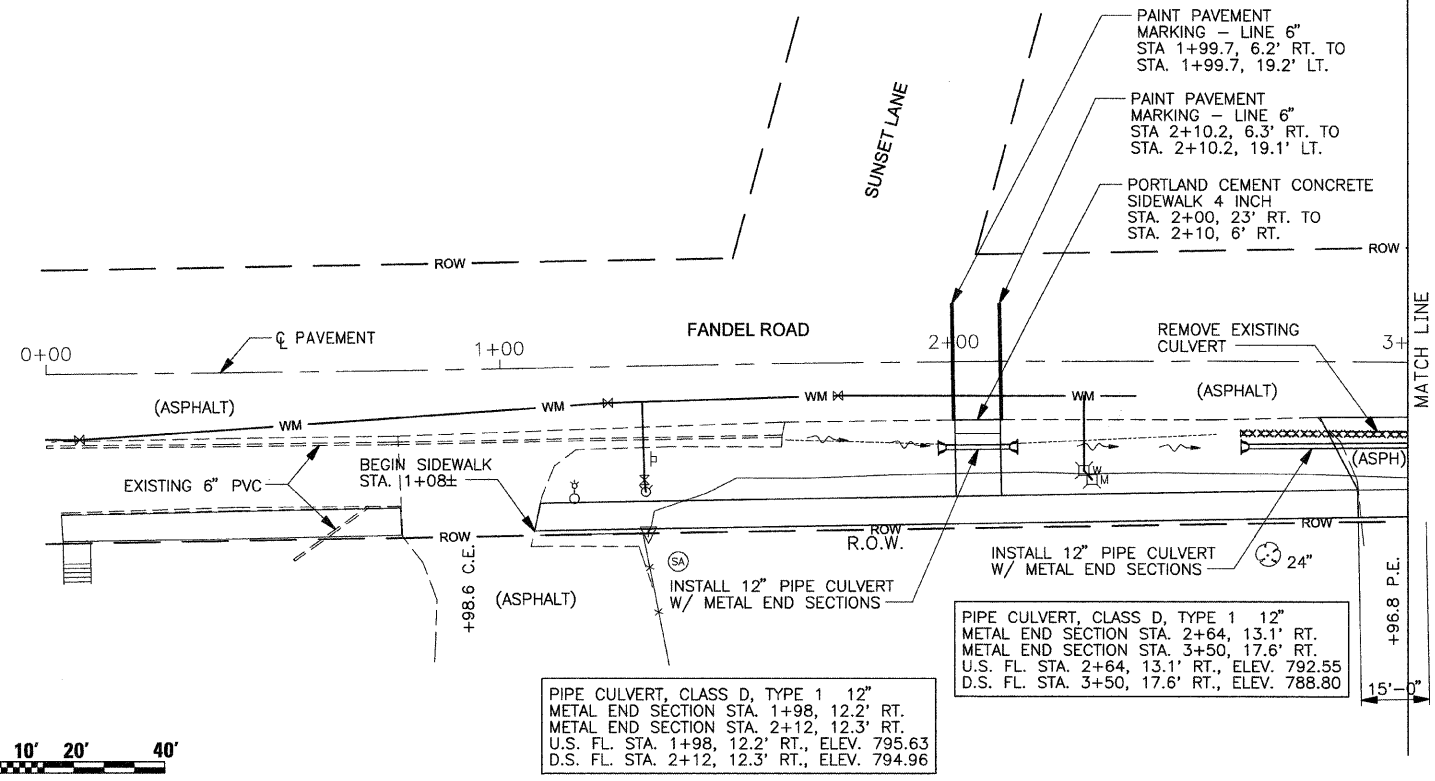 PAINT PAVEMENT
MARKING – LINE 6"
STA 1+99.7, 6.2' RT. TO
STA. 1+99.7, 19.2' LT.
PAINT PAVEMENT
MARKING – LINE 6"
STA 2+10.2, 6.3' RT. TO
STA. 2+10.2, 19.1' LT.
PORTLAND CEMENT CONCRETE
SIDEWALK 4 INCH
STA. 2+00, 23' RT. TO
STA. 2+10, 6' RT.
SUNSET LANE
ROW
ROW
MATCH LINE
℄ PAVEMENT
FANDEL ROAD
REMOVE EXISTING
CULVERT
0+00
1+00
2+00
3+
(ASPHALT)
WM
WM
WM
WM
(ASPHALT)
(ASPH)
EXISTING 6" PVC
BEGIN SIDEWALK
STA. 1+08±
W
M
ROW
ROW
ROW
R.O.W.
+98.6 C.E.
(ASPHALT)
SA
INSTALL 12" PIPE CULVERT
W/ METAL END SECTIONS
INSTALL 12" PIPE CULVERT
W/ METAL END SECTIONS
24"
+96.8 P.E.
15'-0"
PIPE CULVERT, CLASS D, TYPE 1 12"
METAL END SECTION STA. 2+64, 13.1' RT.
METAL END SECTION STA. 3+50, 17.6' RT.
U.S. FL. STA. 2+64, 13.1' RT., ELEV. 792.55
D.S. FL. STA. 3+50, 17.6' RT., ELEV. 788.80
PIPE CULVERT, CLASS D, TYPE 1 12"
METAL END SECTION STA. 1+98, 12.2' RT.
METAL END SECTION STA. 2+12, 12.3' RT.
U.S. FL. STA. 1+98, 12.2' RT., ELEV. 795.63
D.S. FL. STA. 2+12, 12.3' RT., ELEV. 794.96
10' 20' 40'